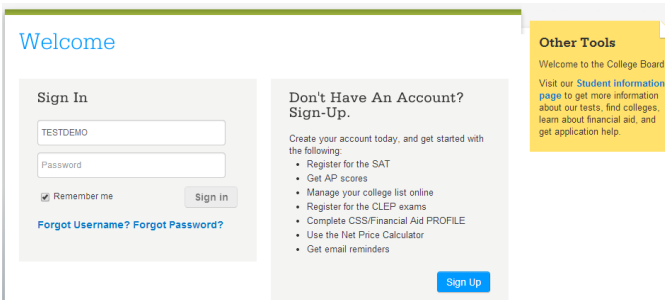 Welcome
Sign In
TESTDEMO
Password
Remember me
Sign in
Forgot Username? Forgot Password?
Don't Have An Account?
Sign-Up.
Create your account today, and get started with
the following:
• Register for the SAT
• Get AP scores
• Manage your college list online
• Register for the CLEP exams
• Complete CSS/Financial Aid PROFILE
• Use the Net Price Calculator
• Get email reminders
Sign Up
Other Tools
Welcome to the College Board
Visit our Student information
page to get more information
about our tests, find colleges,
learn about financial aid, and
get application help.